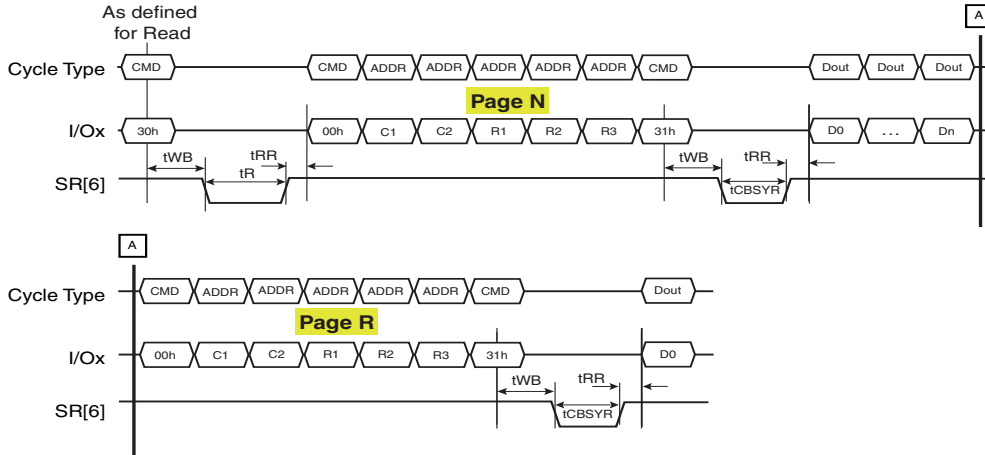 As defined
for Read
A
Cycle Type CMD CMD ADDR ADDR ADDR ADDR ADDR CMD Dout Dout Dout
Page N
I/Ox 30h 00h C1 C2 R1 R2 R3 31h D0 ... Dn
tWB tRR tWB tRR
tR
SR[6] tCBSYR
A
Cycle Type CMD ADDR ADDR ADDR ADDR ADDR CMD Dout
Page R
I/Ox 00h C1 C2 R1 R2 R3 31h D0
tWB tRR
SR[6] tCBSYR